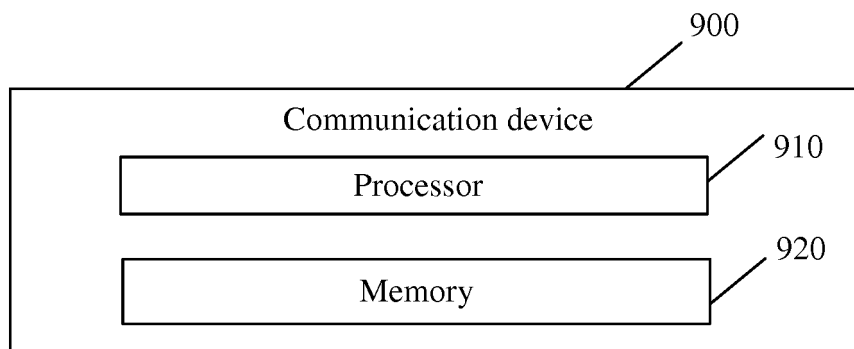 900
Communication device
910
Processor
920
Memory